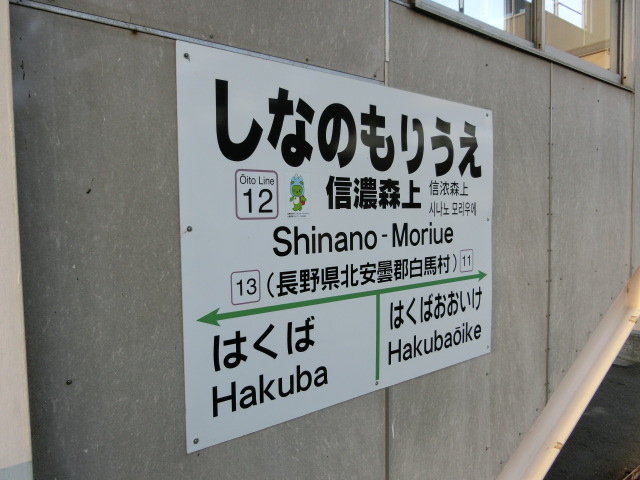 しなのもりうえ
Ōito Line
12
信濃森上
信浓森上
시나노 모리우에
Shinano-Moriue
13 (長野県北安曇郡白馬村) 11
はくば はくばおおいけ
Hakuba Hakubaōike